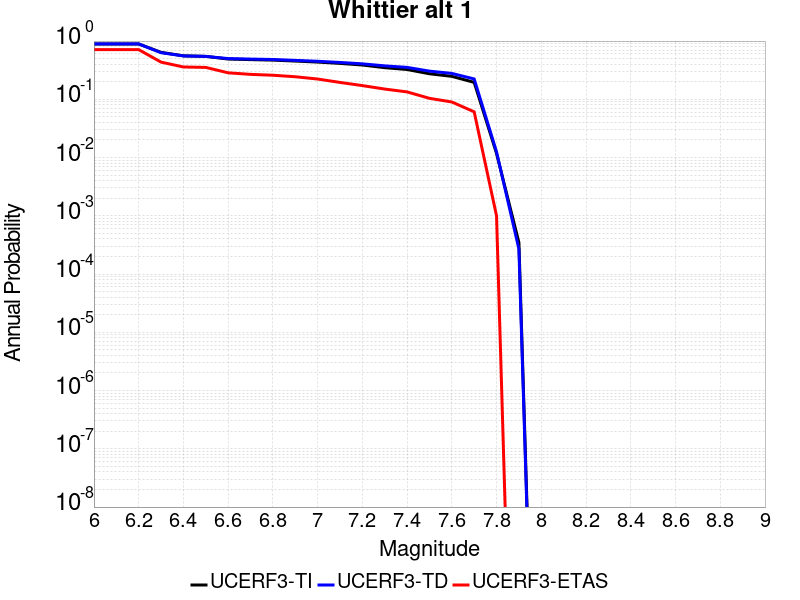 Whittier alt 1
10^0
10^-1
10^-2
10^-3
10^-4
10^-5
10^-6
10^-7
10^-8
Annual Probability
6 6.2 6.4 6.6 6.8 7 7.2 7.4 7.6 7.8 8 8.2 8.4 8.6 8.8 9
Magnitude
UCERF3-TI UCERF3-TD UCERF3-ETAS